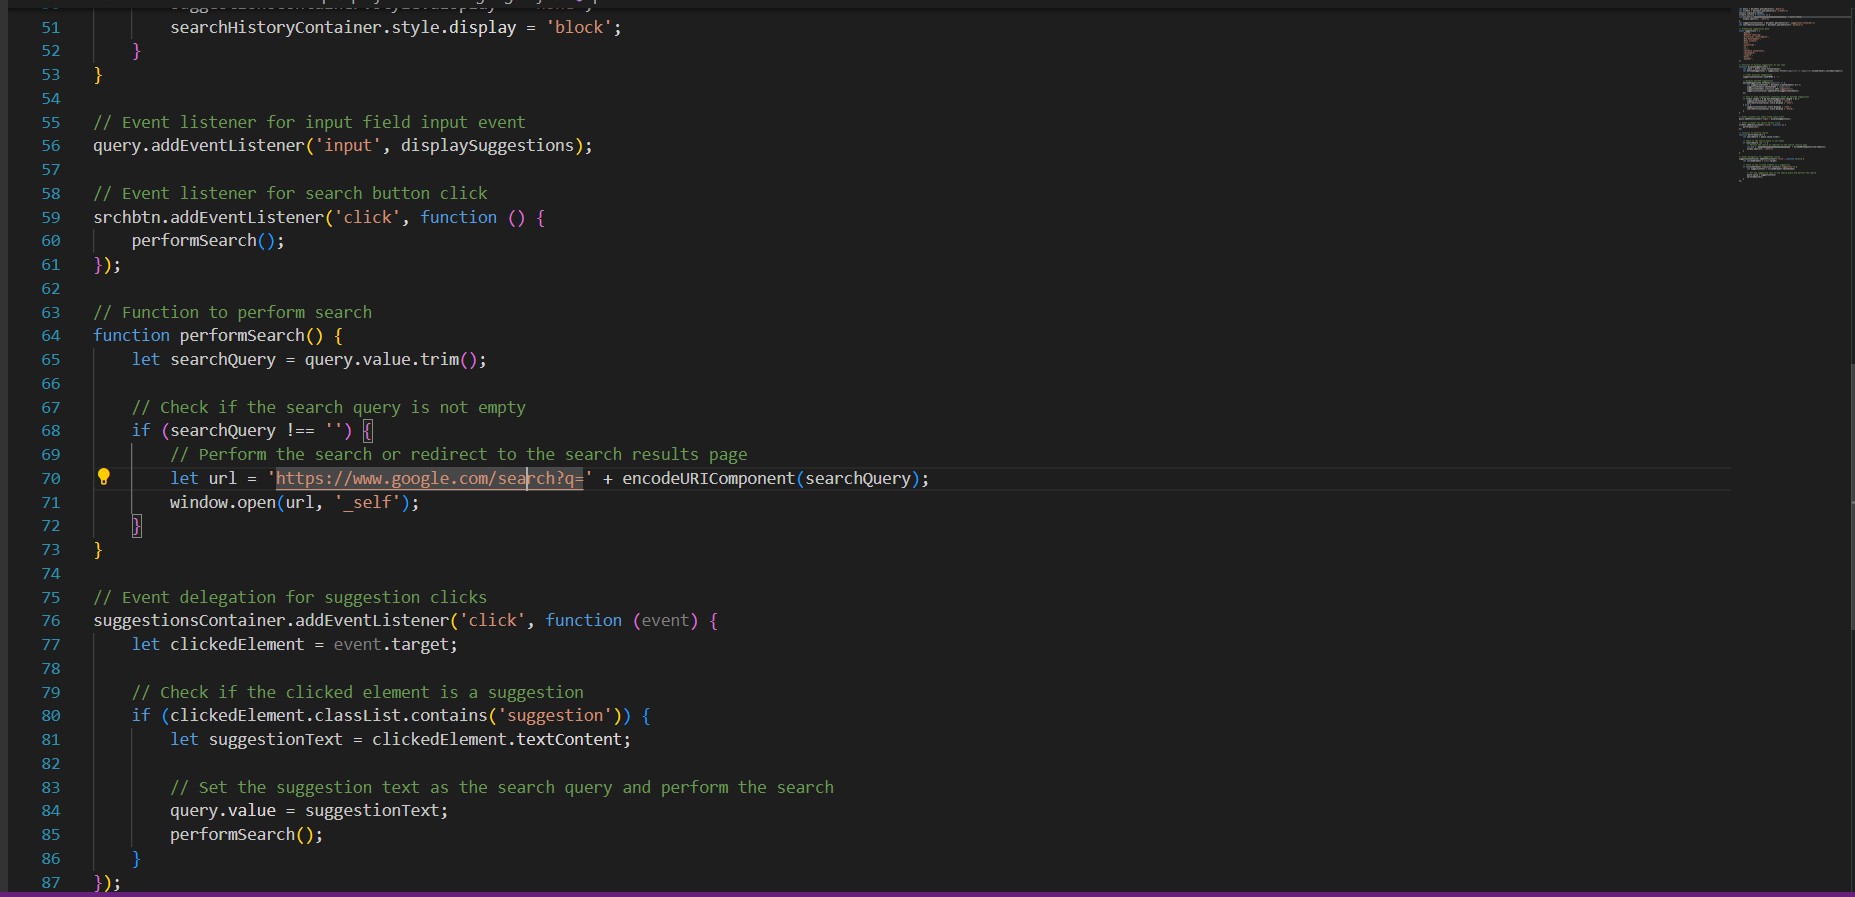 51 searchHistoryContainer.style.display = 'block';
52 }
53 }
54
55 // Event listener for input field input event
56 query.addEventListener('input', displaySuggestions);
57
58 // Event listener for search button click
59 srchbtn.addEventListener('click', function () {
60 performSearch();
61 });
62
63 // Function to perform search
64 function performSearch() {
65 let searchQuery = query.value.trim();
66
67 // Check if the search query is not empty
68 if (searchQuery !== '') {
69 // Perform the search or redirect to the search results page
70 let url = 'https://www.google.com/search?q=' + encodeURIComponent(searchQuery);
71 window.open(url, '_self');
72 }
73 }
74
75 // Event delegation for suggestion clicks
76 suggestionsContainer.addEventListener('click', function (event) {
77 let clickedElement = event.target;
78
79 // Check if the clicked element is a suggestion
80 if (clickedElement.classList.contains('suggestion')) {
81 let suggestionText = clickedElement.textContent;
82
83 // Set the suggestion text as the search query and perform the search
84 query.value = suggestionText;
85 performSearch();
86 }
87 });